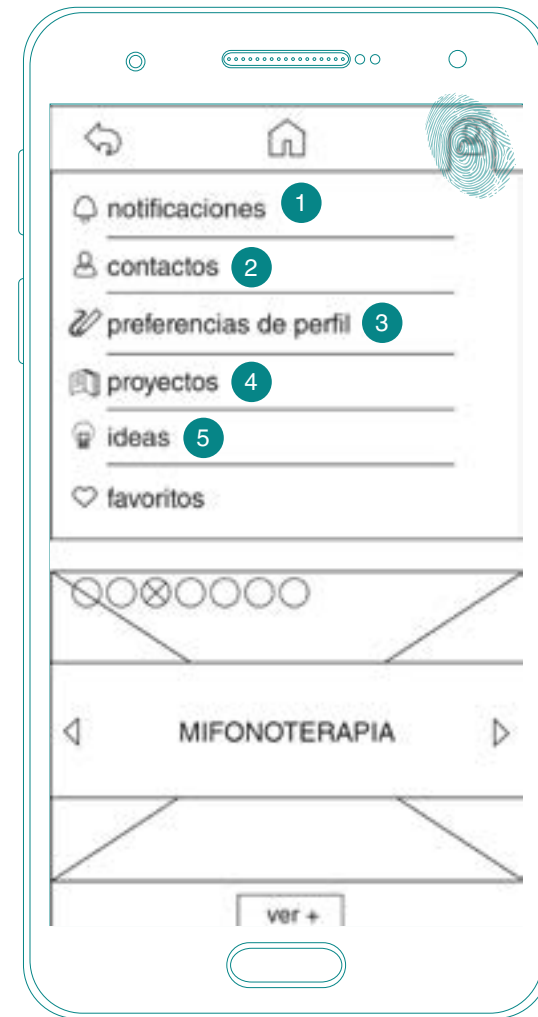 notificaciones 1
contactos 2
preferencias de perfil 3
proyectos 4
ideas 5
favoritos
MIFONOTERAPIA
ver +